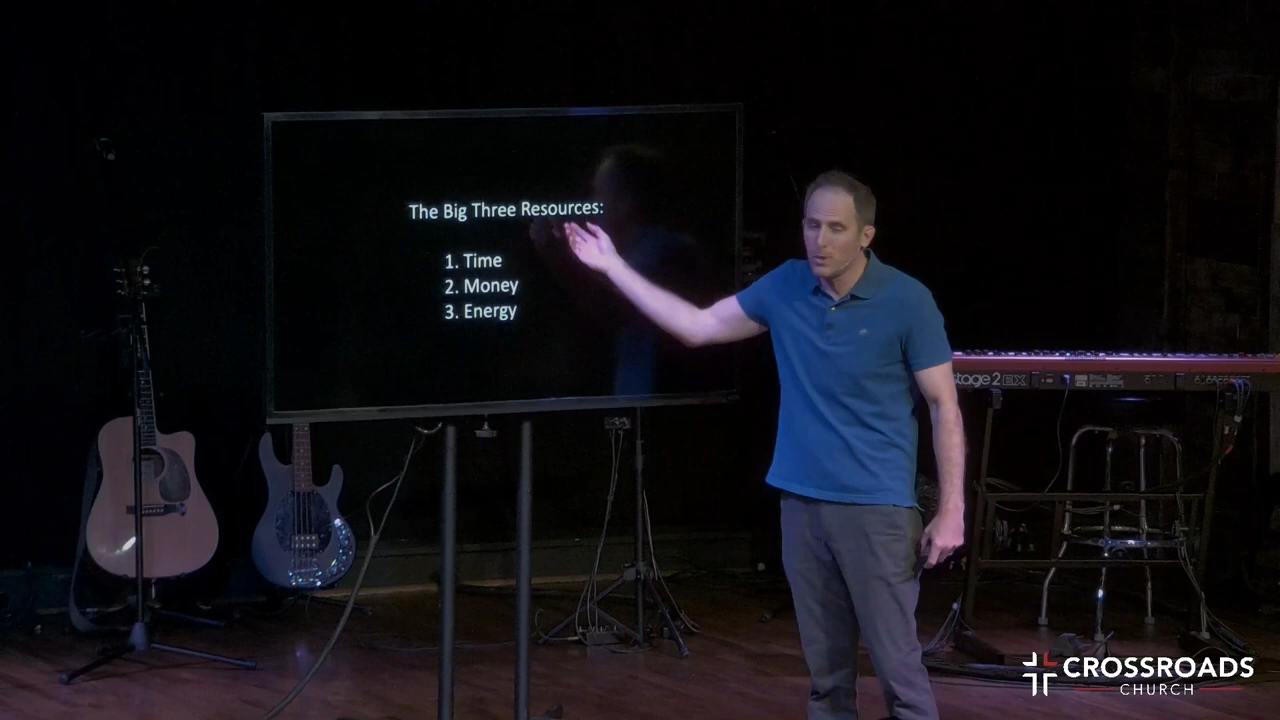 The Big Three Resources:
1. Time
2. Money
3. Energy
stage 2 EX
CROSSROADS
CHURCH